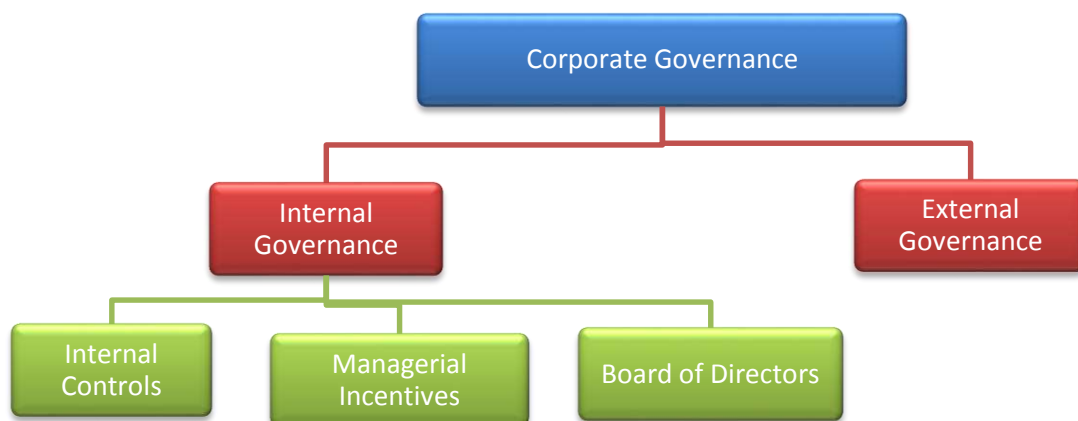 Corporate Governance
Internal
Governance
External
Governance
Internal
Controls
Managerial
Incentives
Board of Directors